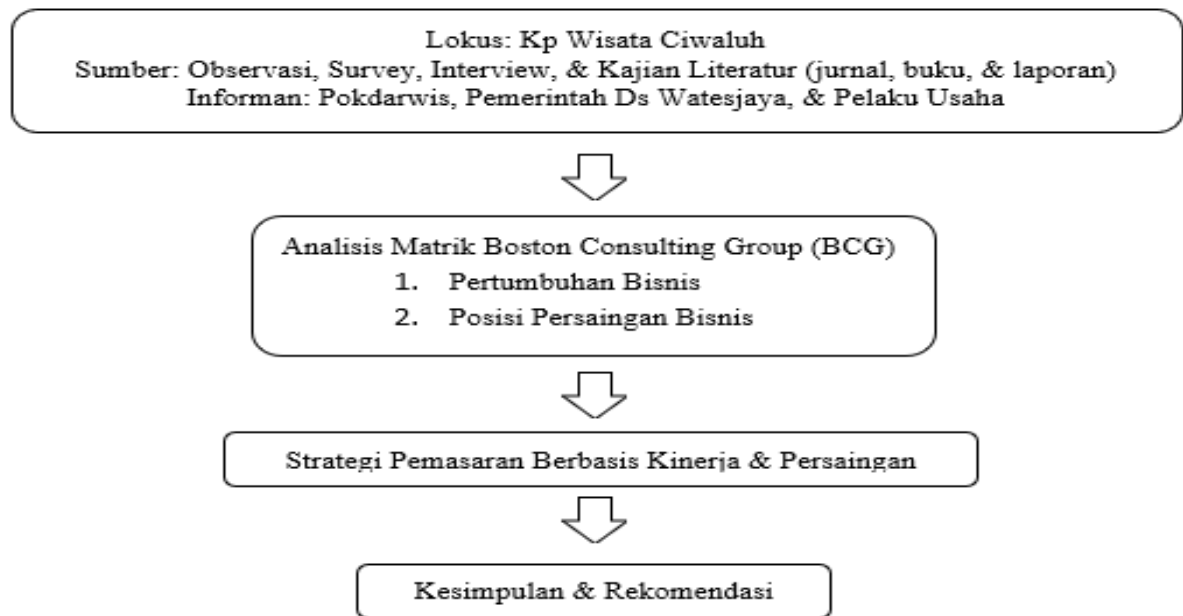 Lokus: Kp Wisata Ciwaluh
Sumber: Observasi, Survey, Interview, & Kajian Literatur (jurnal, buku, & laporan)
Informan: Pokdarwis, Pemerintah Ds Watesjaya, & Pelaku Usaha
Analisis Matrik Boston Consulting Group (BCG)
1. Pertumbuhan Bisnis
2. Posisi Persaingan Bisnis
Strategi Pemasaran Berbasis Kinerja & Persaingan
Kesimpulan & Rekomendasi